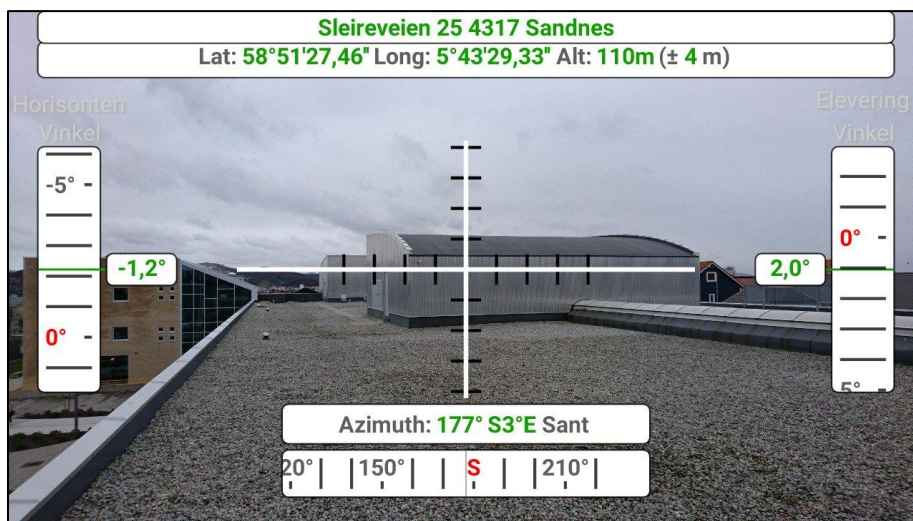 Sleireveien 25 4317 Sandnes
Lat: 58°51'27,46" Long: 5°43'29,33" Alt: 110m (± 4 m)
Horisonten
Vinkel
Elevering
Vinkel
-5°
0°
-1,2°
0°
2,0°
5°
Azimuth: 177° S3°E Sant
20° 150° S 210°